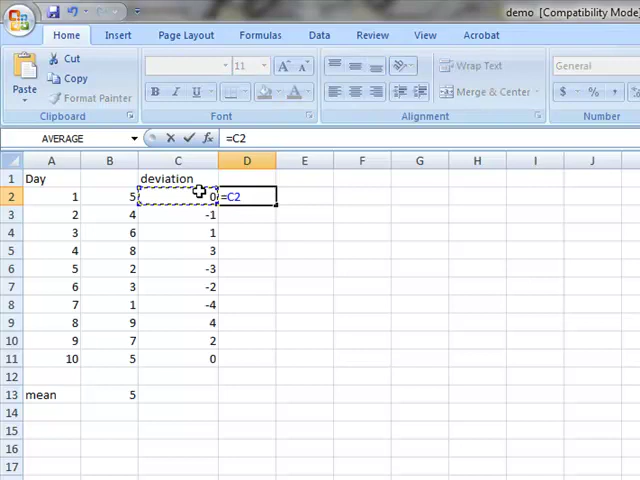 demo [Compatibility Mode
Home Insert Page Layout Formulas Data Review View Acrobat
Cut
Copy
Format Painter
Paste
11 A A
Wrap Text
General
B I U
A
Merge & Center
$ % ,
Clipboard Font Alignment Number
AVERAGE fx =C2
A B C D E F G H I J
1 Day deviation
2 1 5 0 =C2
3 2 4 -1
4 3 6 1
5 4 8 3
6 5 2 -3
7 6 3 -2
8 7 1 -4
9 8 9 4
10 9 7 2
11 10 5 0
12
13 mean 5
14
15
16
17